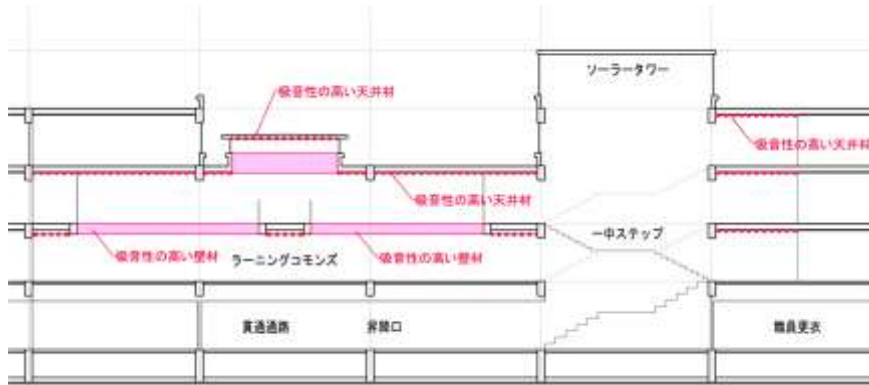 ソーラータワー
吸音性の高い天井材
吸音性の高い天井材
吸音性の高い天井材
一中ステップ
吸音性の高い壁材
ラーニングコモンズ
吸音性の高い壁材
貫通通路
昇降口
職員更衣